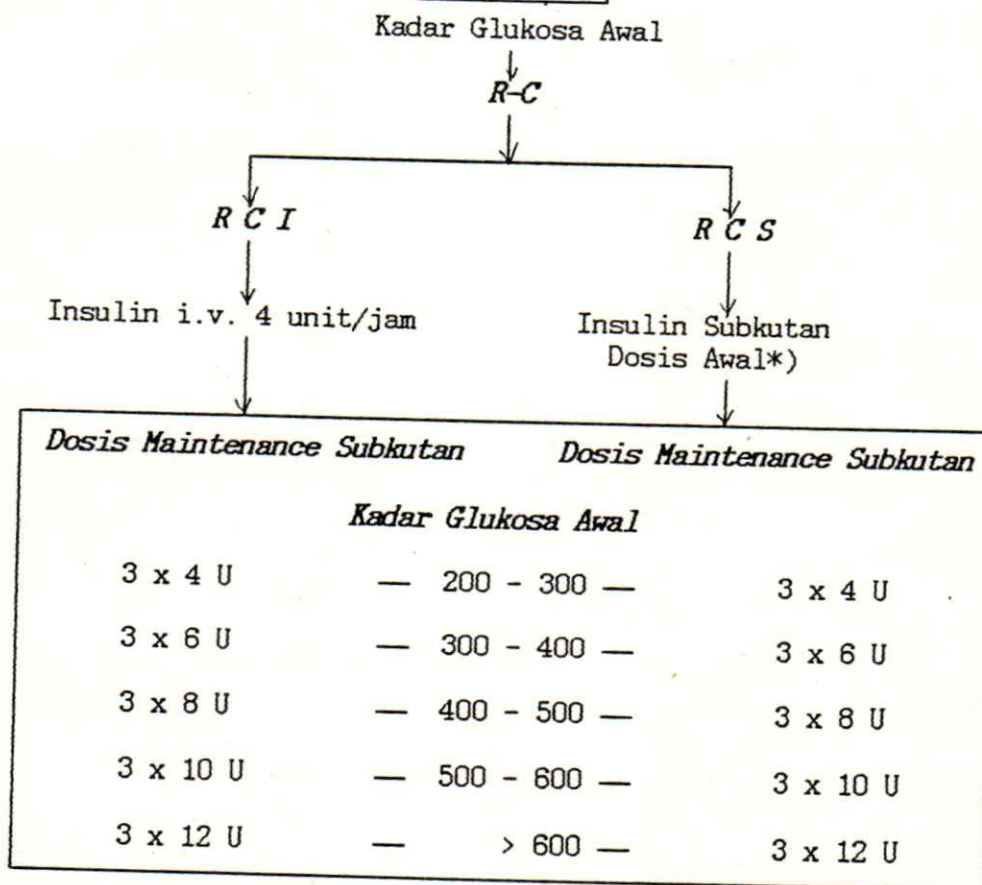 Kadar Glukosa Awal
R-C
R C I
R C S
Insulin i.v. 4 unit/jam
Insulin Subkutan
Dosis Awal*)
Dosis Maintenance Subkutan Dosis Maintenance Subkutan
Kadar Glukosa Awal
3 x 4 U — 200 - 300 — 3 x 4 U
3 x 6 U — 300 - 400 — 3 x 6 U
3 x 8 U — 400 - 500 — 3 x 8 U
3 x 10 U — 500 - 600 — 3 x 10 U
3 x 12 U — > 600 — 3 x 12 U